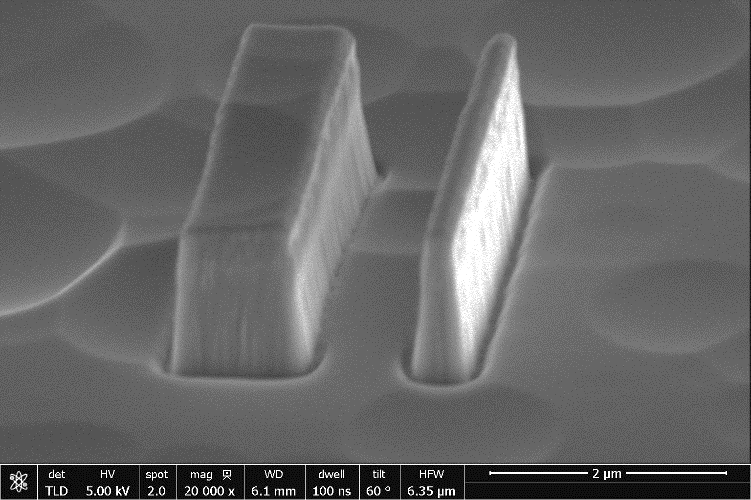 det HV spot mag WD dwell tilt HFW
TLD 5.00 kV 2.0 20 000 x 6.1 mm 100 ns 60 ° 6.35 µm
2 µm